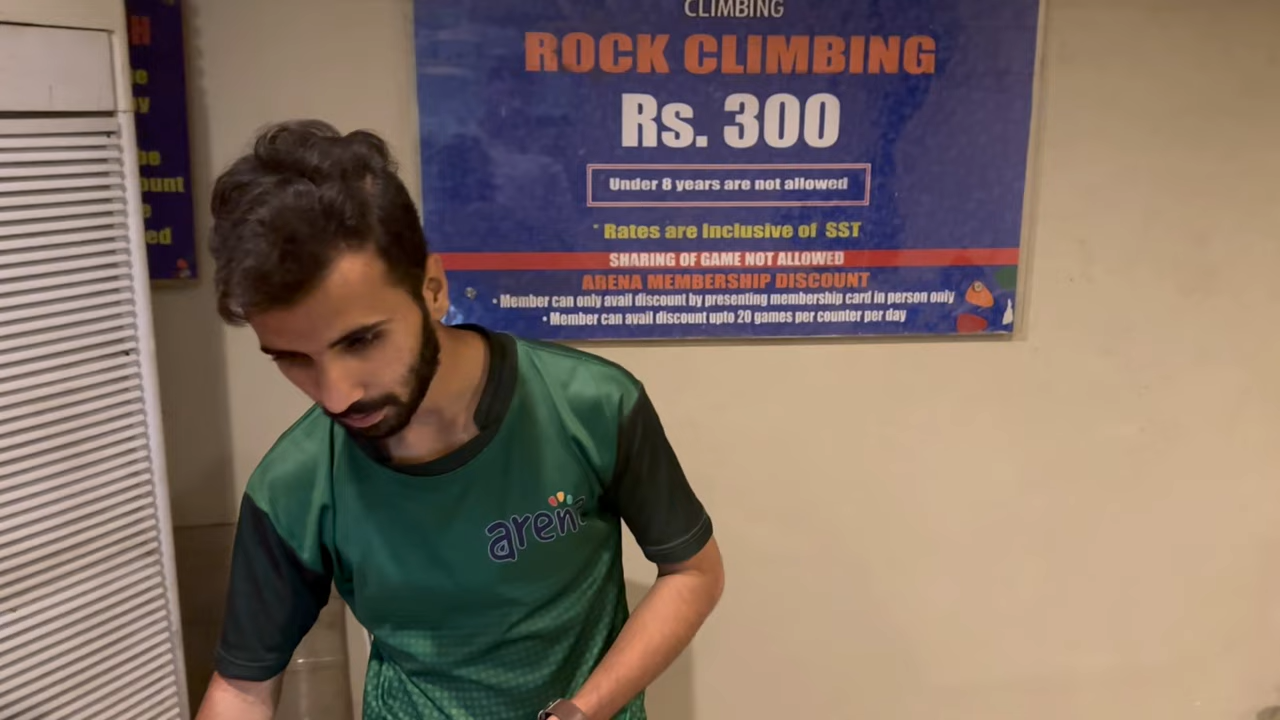 CLIMBING
ROCK CLIMBING
Rs. 300
Under 8 years are not allowed
* Rates are Inclusive of SST
SHARING OF GAME NOT ALLOWED
ARENA MEMBERSHIP DISCOUNT
• Member can only avail discount by presenting membership card in person only
• Member can avail discount upto 20 games per counter per day
arena